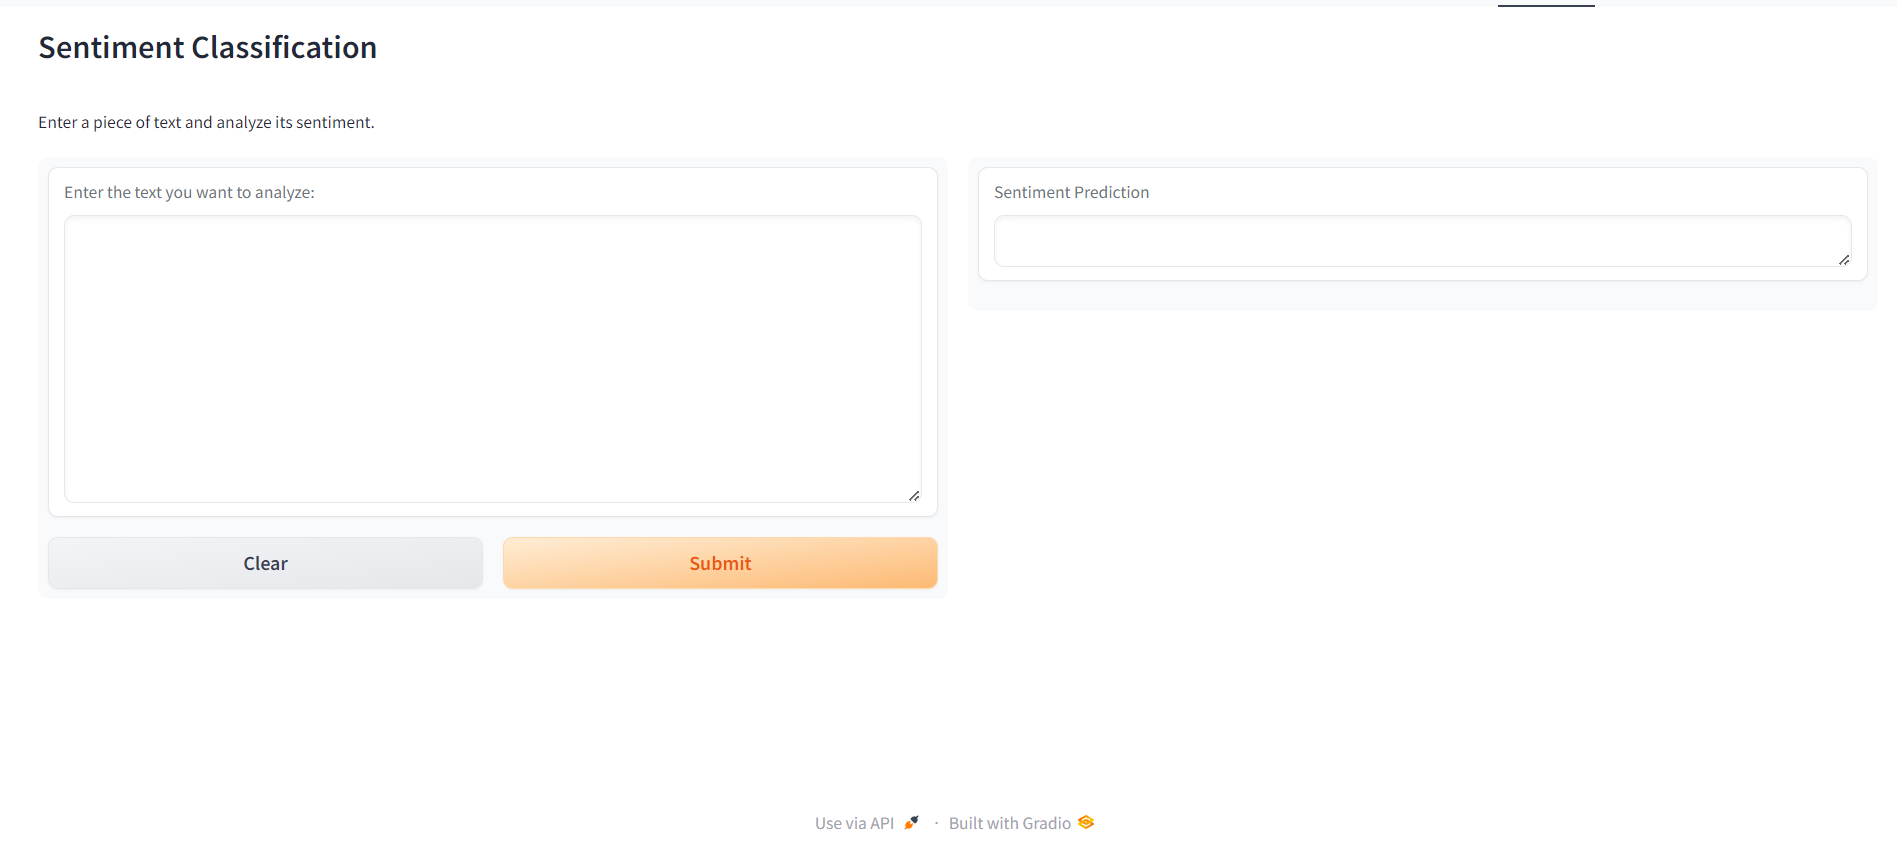 Sentiment Classification
Enter a piece of text and analyze its sentiment.
Enter the text you want to analyze:
Clear
Submit
Sentiment Prediction
Use via API · Built with Gradio